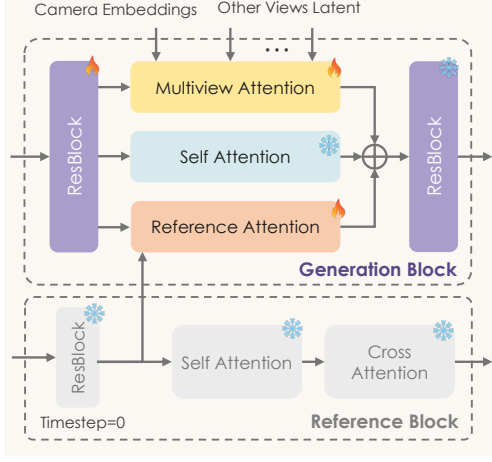 Camera Embeddings
Other Views Latent
...
ResBlock
Multiview Attention
Self Attention
Reference Attention
ResBlock
Generation Block
ResBlock
Self Attention
Cross
Attention
Timestep=0
Reference Block